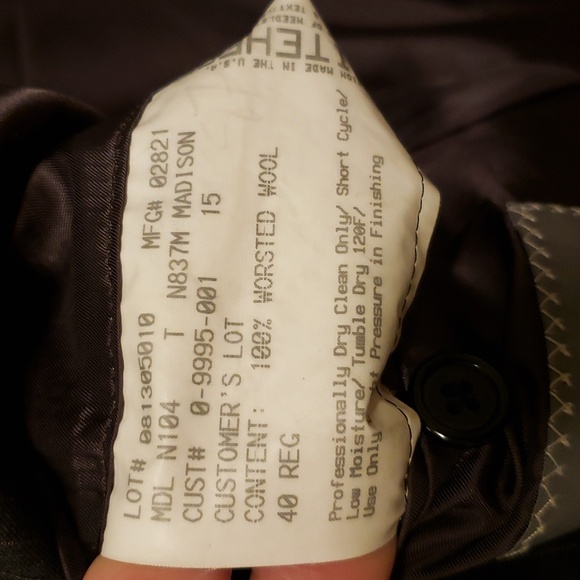 LOT# 081305010 MFG# 02821
MDL N104 T N837M MADISON
CUST# 0-9995-001 15
CUSTOMER'S LOT
CONTENT: 100% WORSTED WOOL
40 REG
Professionally Dry Clean Only/ Short Cycle/
Low Moisture/ Tumble Dry 120F/
Use Only Pressure in Finishing
MADE IN THE U.S.A.